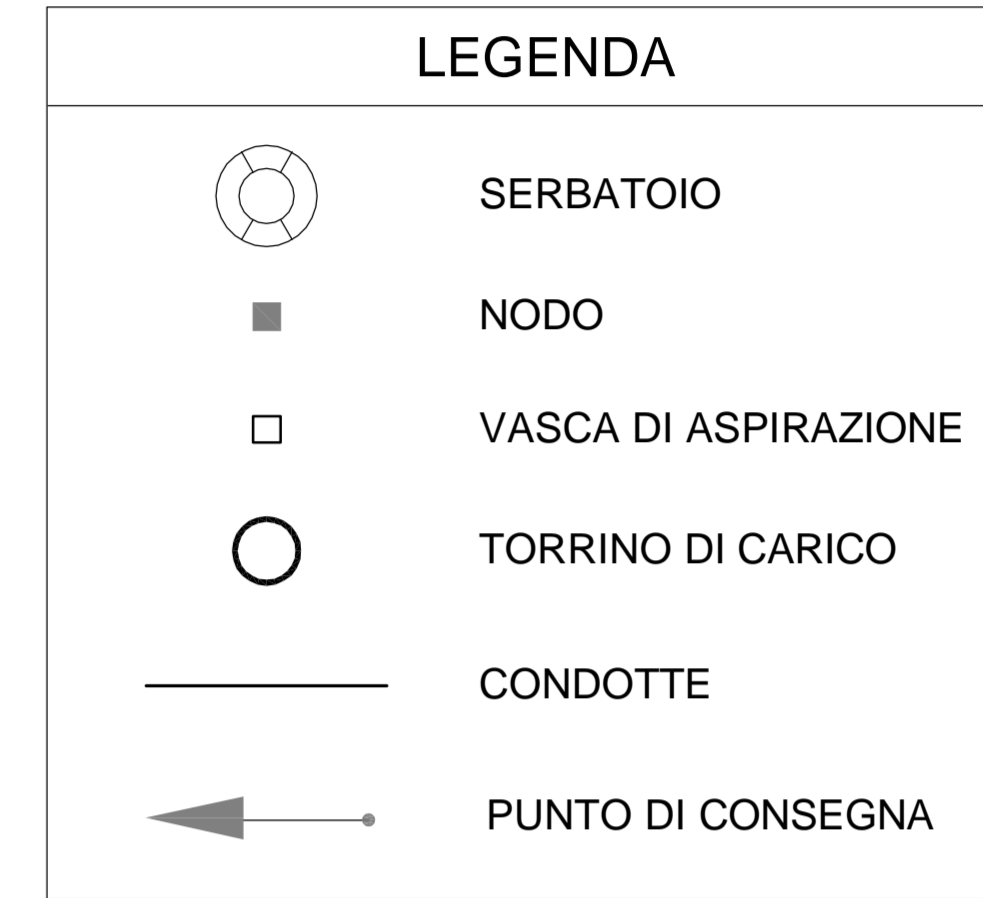 LEGENDA
SERBATOIO
NODO
VASCA DI ASPIRAZIONE
TORRINO DI CARICO
CONDOTTE
PUNTO DI CONSEGNA